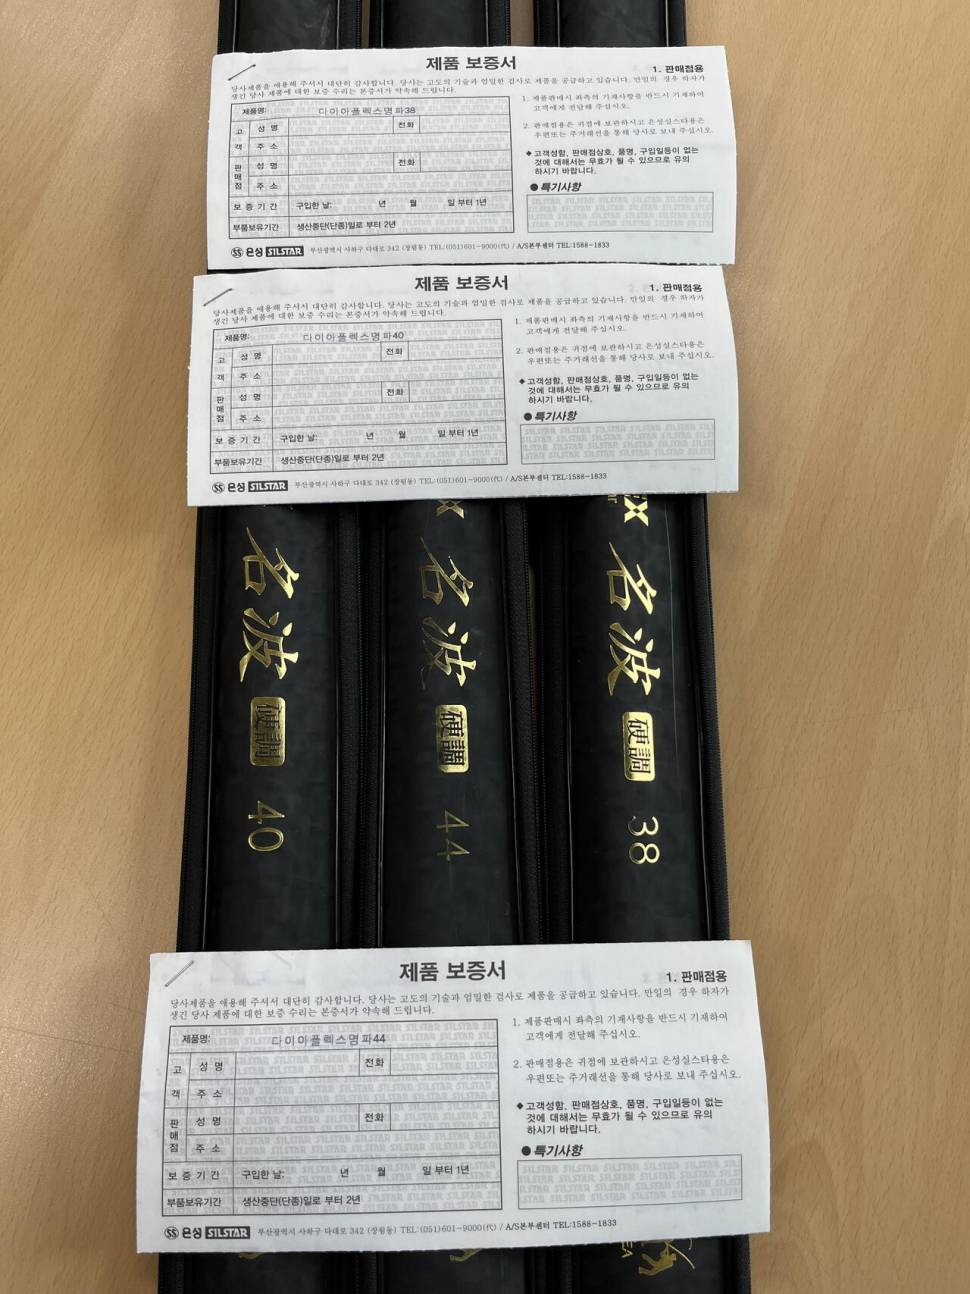 제품 보증서
1. 판매점용
당사제품을 애용해 주셔서 대단히 감사합니다. 당사는 고도의 기술과 엄밀한 검사로 제품을 공급하고 있습니다. 만일의 경우 하자가
생긴 당사 제품에 대한 보증 수리는 본증서가 약속해 드립니다.
제품명: 다이아플렉스명파38
고객 성명 전화
주소
판매점 성명 전화
주소
보증기간 구입한 날: 년 월 일 부터 1년
부품보유기간 생산중단(단종)일로 부터 2년
1. 제품판매시 좌측의 기재사항을 반드시 기재하여
고객에게 전달해 주십시오.
2. 판매점용은 귀점에 보관하시고 은성실스타용은
우편또는 주거래선을 통해 당사로 보내 주십시오.
◆ 고객성함, 판매점상호, 품명, 구입일등이 없는
것에 대해서는 무효가 될 수 있으므로 유의
하시기 바랍니다.
● 특기사항
은성 SILSTAR 부산광역시 사하구 다대로 342 (장림동) TEL:(051)601-9000(代) / A/S본부센터 TEL:1588-1833
제품 보증서
1. 판매점용
당사제품을 애용해 주셔서 대단히 감사합니다. 당사는 고도의 기술과 엄밀한 검사로 제품을 공급하고 있습니다. 만일의 경우 하자가
생긴 당사 제품에 대한 보증 수리는 본증서가 약속해 드립니다.
제품명: 다이아플렉스명파40
고객 성명 전화
주소
판매점 성명 전화
주소
보증기간 구입한 날: 년 월 일 부터 1년
부품보유기간 생산중단(단종)일로 부터 2년
1. 제품판매시 좌측의 기재사항을 반드시 기재하여
고객에게 전달해 주십시오.
2. 판매점용은 귀점에 보관하시고 은성실스타용은
우편또는 주거래선을 통해 당사로 보내 주십시오.
◆ 고객성함, 판매점상호, 품명, 구입일등이 없는
것에 대해서는 무효가 될 수 있으므로 유의
하시기 바랍니다.
● 특기사항
은성 SILSTAR 부산광역시 사하구 다대로 342 (장림동) TEL:(051)601-9000(代) / A/S본부센터 TEL:1588-1833
名波 硬調 40
名波 硬調 44
名波 硬調 38
제품 보증서
1. 판매점용
당사제품을 애용해 주셔서 대단히 감사합니다. 당사는 고도의 기술과 엄밀한 검사로 제품을 공급하고 있습니다. 만일의 경우 하자가
생긴 당사 제품에 대한 보증 수리는 본증서가 약속해 드립니다.
제품명: 다이아플렉스명파44
고객 성명 전화
주소
판매점 성명 전화
주소
보증기간 구입한 날: 년 월 일 부터 1년
부품보유기간 생산중단(단종)일로 부터 2년
1. 제품판매시 좌측의 기재사항을 반드시 기재하여
고객에게 전달해 주십시오.
2. 판매점용은 귀점에 보관하시고 은성실스타용은
우편또는 주거래선을 통해 당사로 보내 주십시오.
◆ 고객성함, 판매점상호, 품명, 구입일등이 없는
것에 대해서는 무효가 될 수 있으므로 유의
하시기 바랍니다.
● 특기사항
은성 SILSTAR 부산광역시 사하구 다대로 342 (장림동) TEL:(051)601-9000(代) / A/S본부센터 TEL:1588-1833